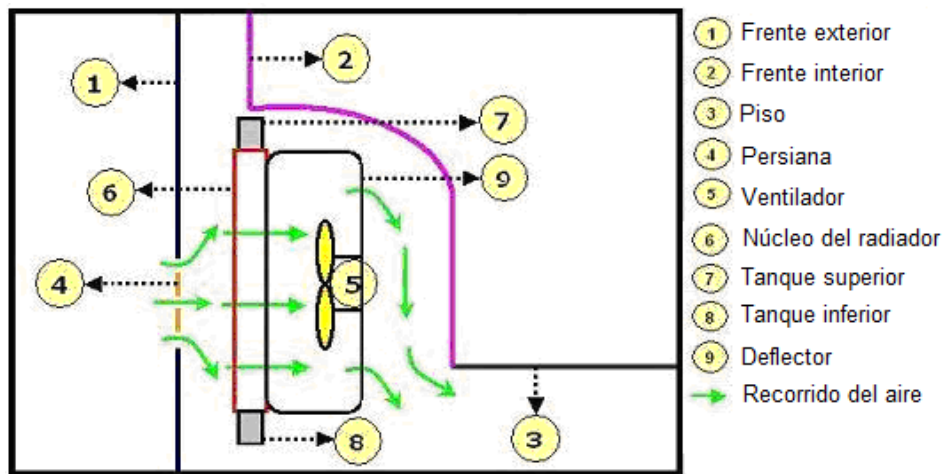 1
2
7
9
6
4
5
8
3
1 Frente exterior
2 Frente interior
3 Piso
4 Persiana
5 Ventilador
6 Núcleo del radiador
7 Tanque superior
8 Tanque inferior
9 Deflector
Recorrido del aire